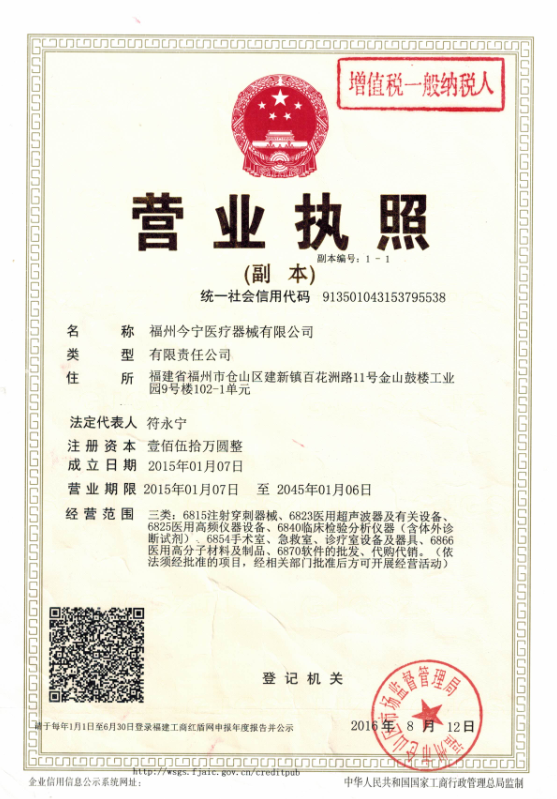 增值税一般纳税人
营业执照
副本编号：1-1
(副 本)
统一社会信用代码 913501043153795538
名 称 福州今宁医疗器械有限公司
类 型 有限责任公司
住 所 福建省福州市仓山区建新镇百花洲路11号金山鼓楼工业
园9号楼102-1单元
法定代表人 符永宁
注册资本 壹佰伍拾万圆整
成立日期 2015年01月07日
营业期限 2015年01月07日 至 2045年01月06日
经营范围 三类：6815注射穿刺器械、6823医用超声波器及有关设备、
6825医用高频仪器设备、6840临床检验分析仪器（含体外诊
断试剂）、6854手术室、急救室、诊疗室设备及器具、6866
医用高分子材料及制品、6870软件的批发、代购代销。（依
法须经批准的项目，经相关部门批准后方可开展经营活动）
登记机关
福州市仓山区市场监督管理局
2016年 8 月 12日
请于每年1月1日至6月30日登录福建工商红盾网申报年度报告并公示
http://wsgs.fjaic.gov.cn/creditpub
企业信用信息公示系统网址：
中华人民共和国国家工商行政管理总局监制